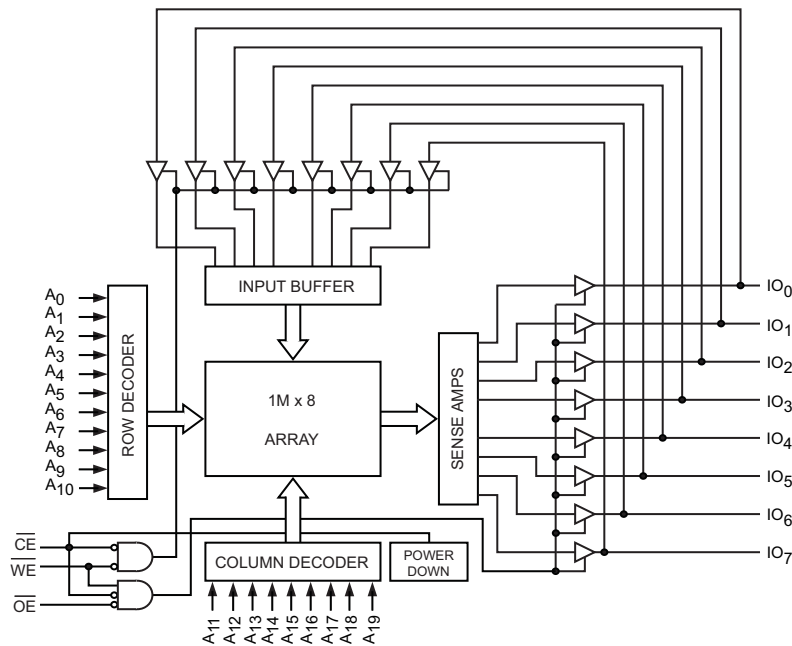 INPUT BUFFER
A0
A1
A2
A3
A4
A5
A6
A7
A8
A9
A10
ROW DECODER
1M x 8
ARRAY
SENSE AMPS
IO0
IO1
IO2
IO3
IO4
IO5
IO6
IO7
CE
WE
OE
COLUMN DECODER
POWER
DOWN
A11
A12
A13
A14
A15
A16
A17
A18
A19